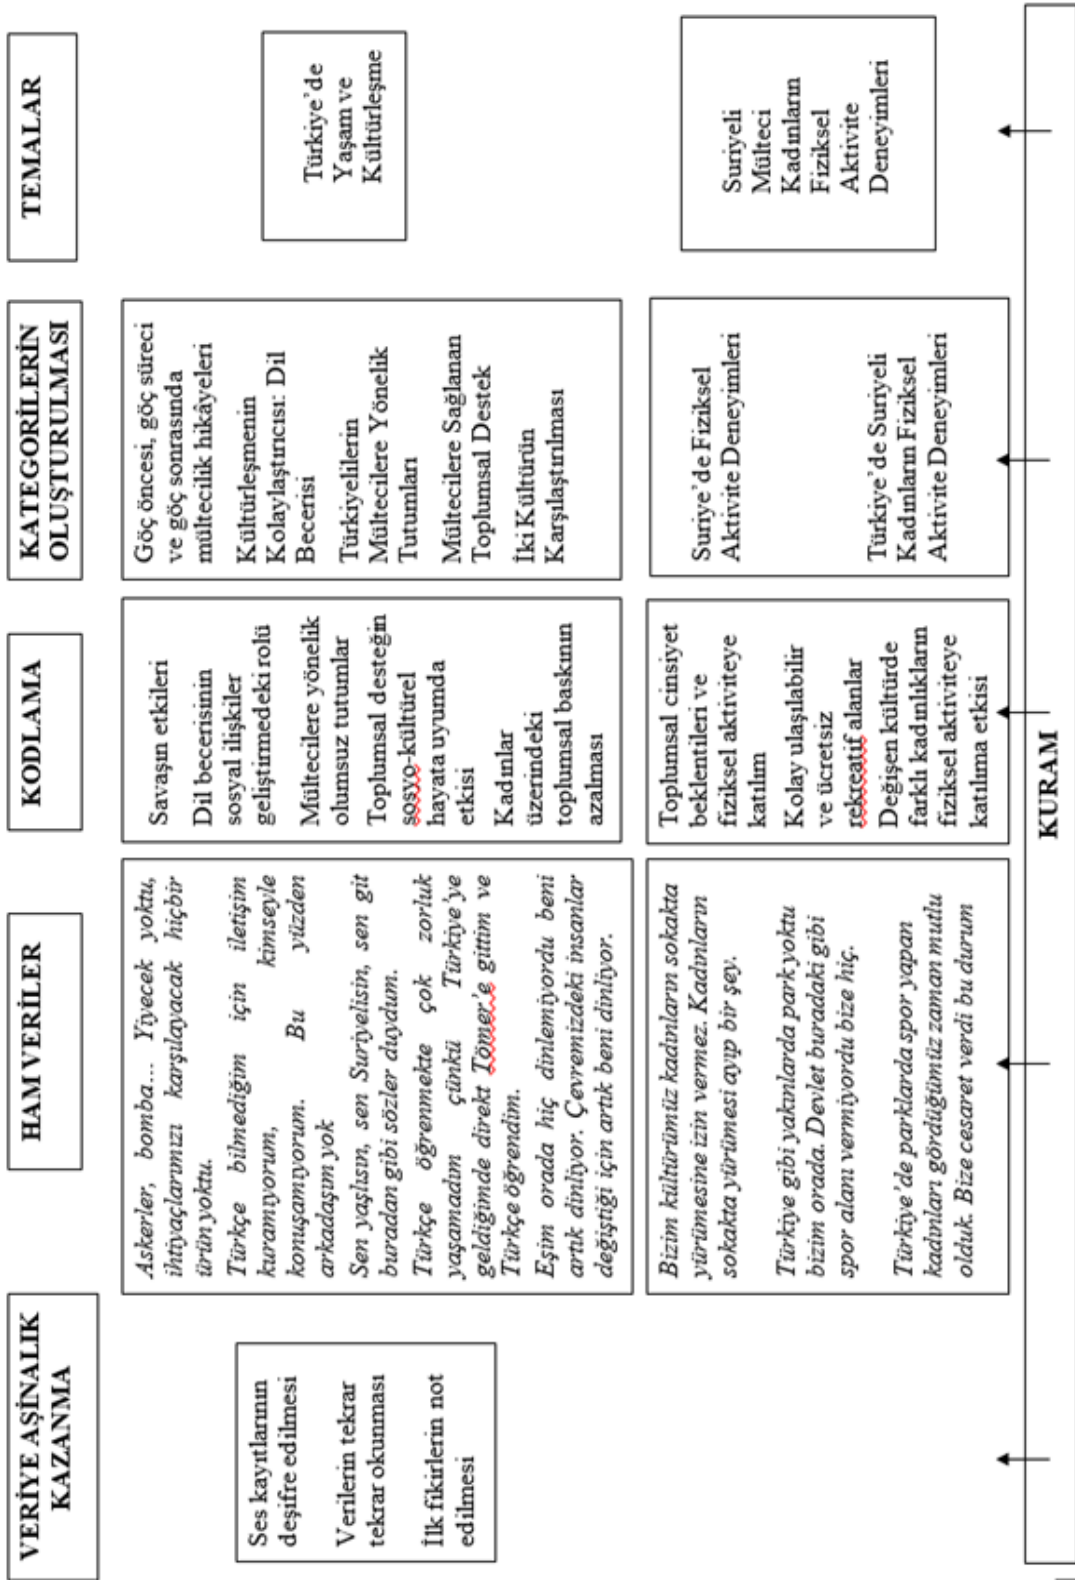 VERİYE AŞİNALIK
KAZANMA
Ses kayıtlarının
deşifre edilmesi
Verilerin tekrar
tekrar okunması
İlk fikirlerin not
edilmesi
HAM VERİLER
Askerler, bomba… Yiyecek yoktu,
ihtiyaçlarımızı karşılayacak hiçbir
ürün yoktu.
Türkçe bilmediğim için iletişim
kuramıyorum, kimseyle
konuşamıyorum. Bu yüzden
arkadaşım yok
Sen yaşlısın, sen Suriyelisin, sen git
buradan gibi sözler duydum.
Türkçe öğrenmekte çok zorluk
yaşamadım çünkü Türkiye’ye
geldiğimde direkt Tömer’e gittim ve
Türkçe öğrendim.
Eşim orada hiç dinlemiyordu beni
artık dinliyor. Çevremizdeki insanlar
değiştiği için artık beni dinliyor.
Bizim kültürümüz kadınların sokakta
yürümesine izin vermez. Kadınların
sokakta yürümesi ayıp bir şey.
Türkiye gibi yakınlarda park yoktu
bizim orada. Devlet buradaki gibi
spor alanı vermiyordu bize hiç.
Türkiye’de parklarda spor yapan
kadınları gördüğümüz zaman mutlu
olduk. Bize cesaret verdi bu durum
KODLAMA
Savaşın etkileri
Dil becerisinin
sosyal ilişkiler
geliştirmedeki rolü
Mültecilere yönelik
olumsuz tutumlar
Toplumsal desteğin
sosyo-kültürel
hayata uyumda
etkisi
Kadınlar
üzerindeki
toplumsal baskının
azalması
Toplumsal cinsiyet
beklentileri ve
fiziksel aktiviteye
katılım
Kolay ulaşılabilir
ve ücretsiz
rekreatif alanlar
Değişen kültürde
farklı kadınlıkların
fiziksel aktiviteye
katılıma etkisi
KATEGORİLERİN
OLUŞTURULMASI
Göç öncesi, göç süreci
ve göç sonrasında
mültecilik hikâyeleri
Kültürleşmenin
Kolaylaştırıcısı: Dil
Becerisi
Türkiyelilerin
Mültecilere Yönelik
Tutumları
Mültecilere Sağlanan
Toplumsal Destek
İki Kültürün
Karşılaştırılması
Suriye’de Fiziksel
Aktivite Deneyimleri
Türkiye’de Suriyeli
Kadınların Fiziksel
Aktivite Deneyimleri
TEMALAR
Türkiye’de
Yaşam ve
Kültürleşme
Suriyeli
Mülteci
Kadınların
Fiziksel
Aktivite
Deneyimleri
KURAM